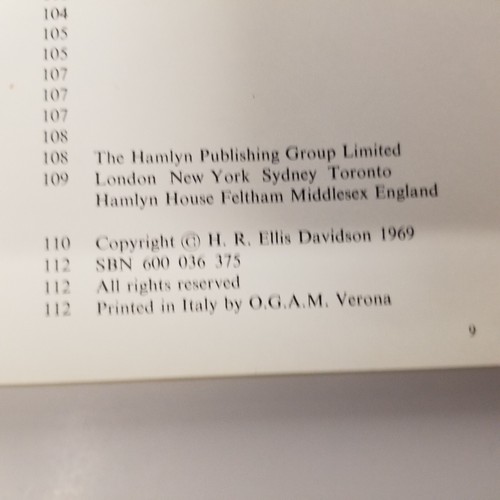 104
105
105
107
107
107
108
108 The Hamlyn Publishing Group Limited
109 London New York Sydney Toronto
Hamlyn House Feltham Middlesex England
110 Copyright © H. R. Ellis Davidson 1969
112 SBN 600 036 375
112 All rights reserved
112 Printed in Italy by O.G.A.M. Verona
9